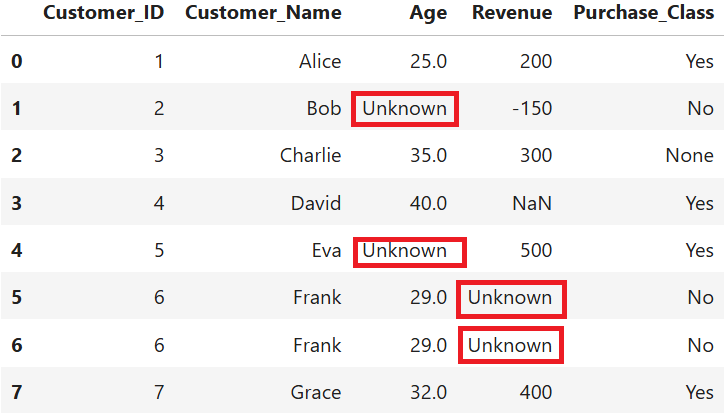 Customer_ID Customer_Name Age Revenue Purchase_Class
0 1 Alice 25.0 200 Yes
1 2 Bob Unknown -150 No
2 3 Charlie 35.0 300 None
3 4 David 40.0 NaN Yes
4 5 Eva Unknown 500 Yes
5 6 Frank 29.0 Unknown No
6 6 Frank 29.0 Unknown No
7 7 Grace 32.0 400 Yes